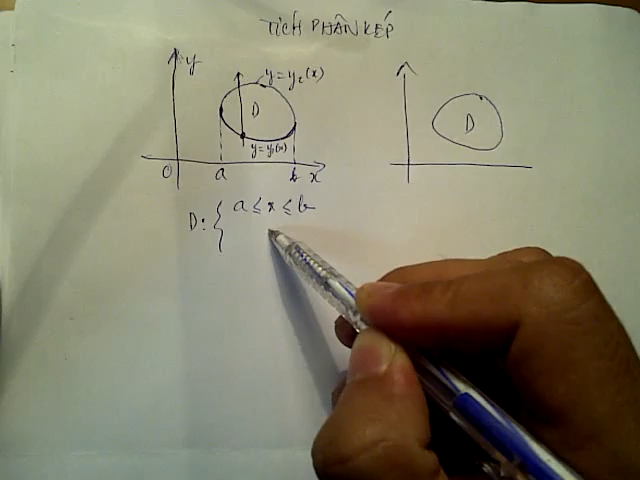 TÍCH PHÂN KÉP
y
y = y₂(x)
D
y = y₁(x)
O a b x
D
D: { a ≤ x ≤ b